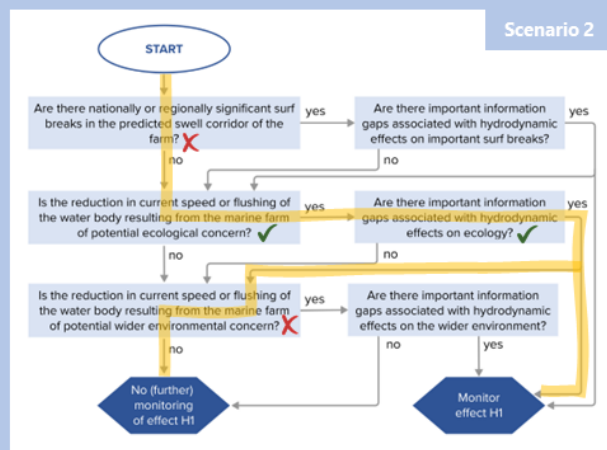 Scenario 2
START
Are there nationally or regionally significant surf
breaks in the predicted swell corridor of the
farm?
yes
Are there important information
gaps associated with hydrodynamic
effects on important surf breaks?
yes
no
no
Is the reduction in current speed or flushing of
the water body resulting from the marine farm
of potential ecological concern?
yes
Are there important information
gaps associated with hydrodynamic
effects on ecology?
yes
no
no
Is the reduction in current speed or flushing of
the water body resulting from the marine farm
of potential wider environmental concern?
yes
Are there important information
gaps associated with hydrodynamic
effects on the wider environment?
no
no
yes
No (further)
monitoring
of effect H1
Monitor
effect H1